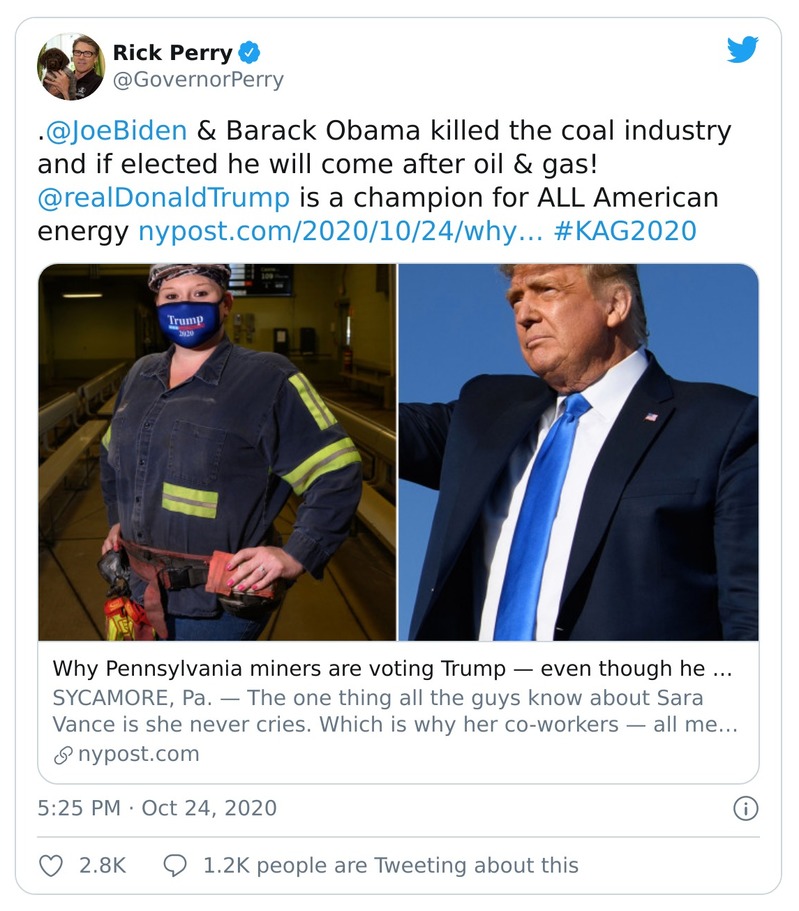 Rick Perry
@GovernorPerry
.@JoeBiden & Barack Obama killed the coal industry
and if elected he will come after oil & gas!
@realDonaldTrump is a champion for ALL American
energy nypost.com/2020/10/24/why… #KAG2020
109
Trump
2020
Why Pennsylvania miners are voting Trump — even though he …
SYCAMORE, Pa. — The one thing all the guys know about Sara
Vance is she never cries. Which is why her co-workers — all me…
nypost.com
5:25 PM · Oct 24, 2020
2.8K 1.2K people are Tweeting about this